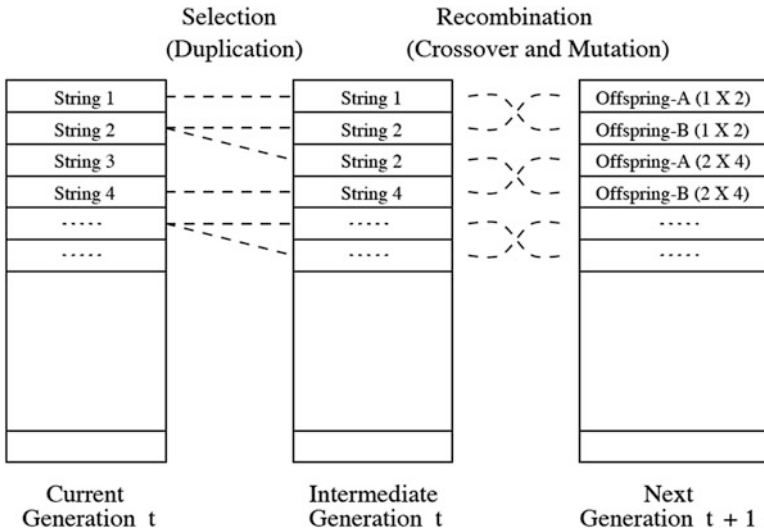 Selection
(Duplication)
Recombination
(Crossover and Mutation)
String 1
String 2
String 3
String 4
.....
.....
Current
Generation t
String 1
String 2
String 2
String 4
.....
.....
Intermediate
Generation t
Offspring-A (1 X 2)
Offspring-B (1 X 2)
Offspring-A (2 X 4)
Offspring-B (2 X 4)
.....
.....
Next
Generation t + 1